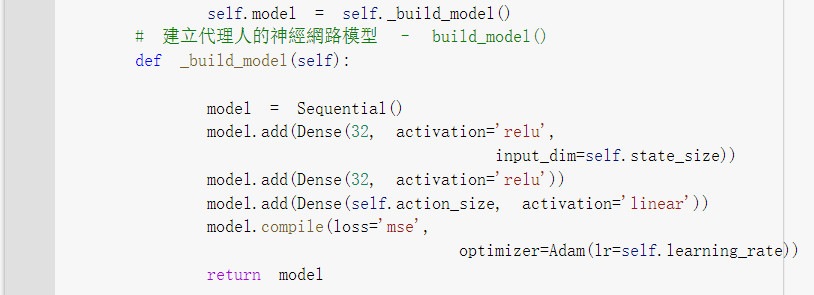 self.model = self._build_model()
# 建立代理人的神經網路模型 - build_model()
def _build_model(self):
model = Sequential()
model.add(Dense(32, activation='relu',
input_dim=self.state_size))
model.add(Dense(32, activation='relu'))
model.add(Dense(self.action_size, activation='linear'))
model.compile(loss='mse',
optimizer=Adam(lr=self.learning_rate))
return model